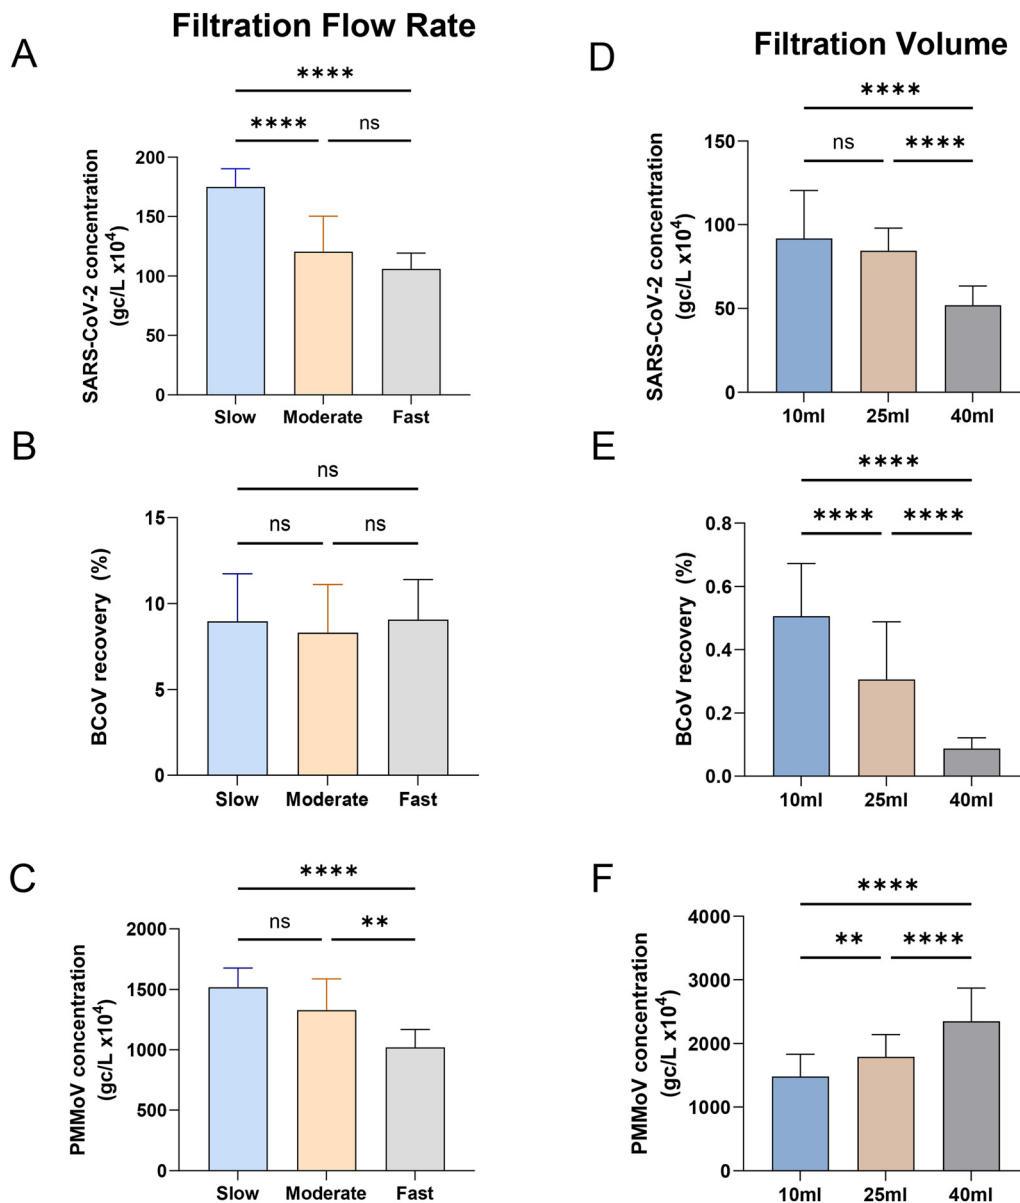 Filtration Flow Rate
A
****
****
ns
SARS-CoV-2 concentration
(gc/L x10⁴)
200
150
100
50
0
Slow
Moderate
Fast
B
ns
ns
ns
BCoV recovery (%)
15
10
5
0
Slow
Moderate
Fast
C
****
ns
**
PMMoV concentration
(gc/L x10⁴)
2000
1500
1000
500
0
Slow
Moderate
Fast
Filtration Volume
D
****
ns
****
SARS-CoV-2 concentration
(gc/L x10⁴)
150
100
50
0
10ml
25ml
40ml
E
****
****
****
BCoV recovery (%)
0.8
0.6
0.4
0.2
0.0
10ml
25ml
40ml
F
****
**
****
PMMoV concentration
(gc/L x10⁴)
4000
3000
2000
1000
0
10ml
25ml
40ml